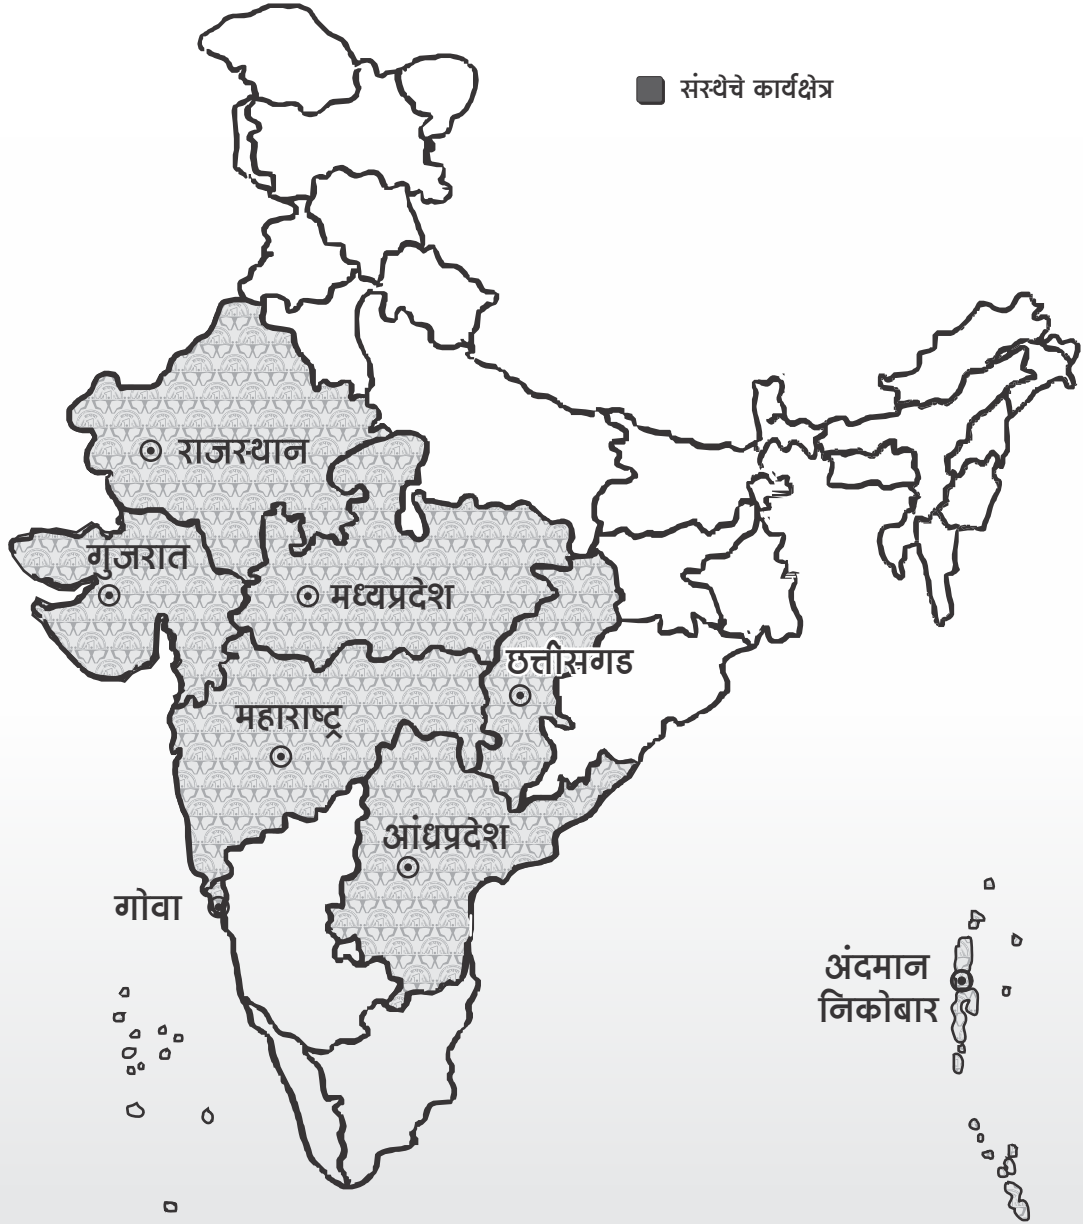 संस्थेचे कार्यक्षेत्र
राजस्थान
गुजरात
मध्यप्रदेश
छत्तीसगड
महाराष्ट्र
आंध्रप्रदेश
गोवा
अंदमान
निकोबार